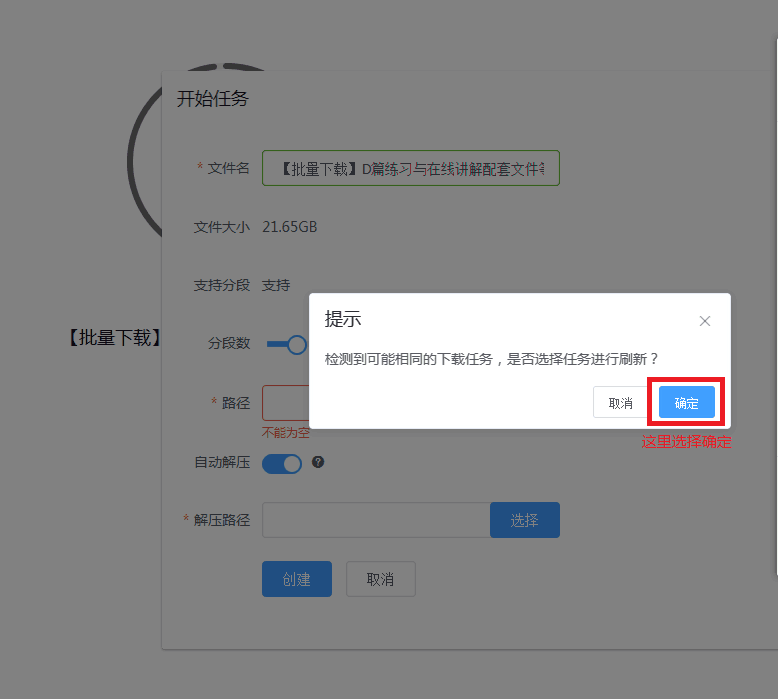 开始任务
* 文件名 【批量下载】D篇练习与在线讲解配套文件等
文件大小 21.65GB
支持分段 支持
提示
检测到可能相同的下载任务，是否选择任务进行刷新？
【批量下载】
分段数
取消 确定
* 路径
不能为空
这里选择确定
自动解压 ?
* 解压路径 选择
创建 取消